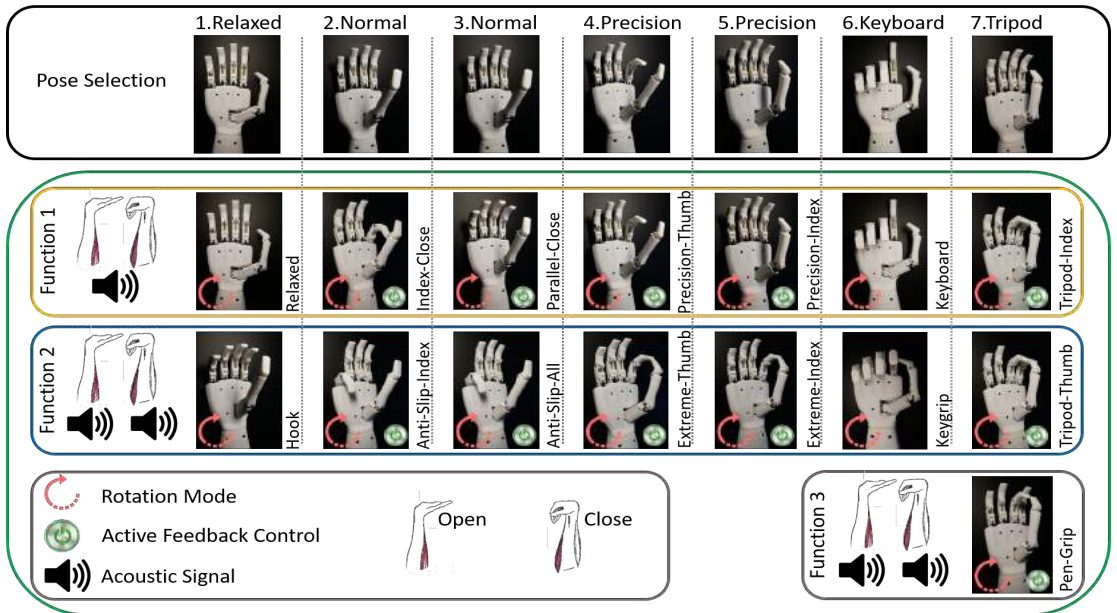 1.Relaxed 2.Normal 3.Normal 4.Precision 5.Precision 6.Keyboard 7.Tripod
Pose Selection
Function 1
Relaxed
Index-Close
Parallel-Close
Precision-Thumb
Precision-Index
Keyboard
Tripod-Index
Function 2
Hook
Anti-Slip-Index
Anti-Slip-All
Extreme-Thumb
Extreme-Index
Keygrip
Tripod-Thumb
Rotation Mode
Active Feedback Control
Acoustic Signal
Open
Close
Function 3
Pen-Grip